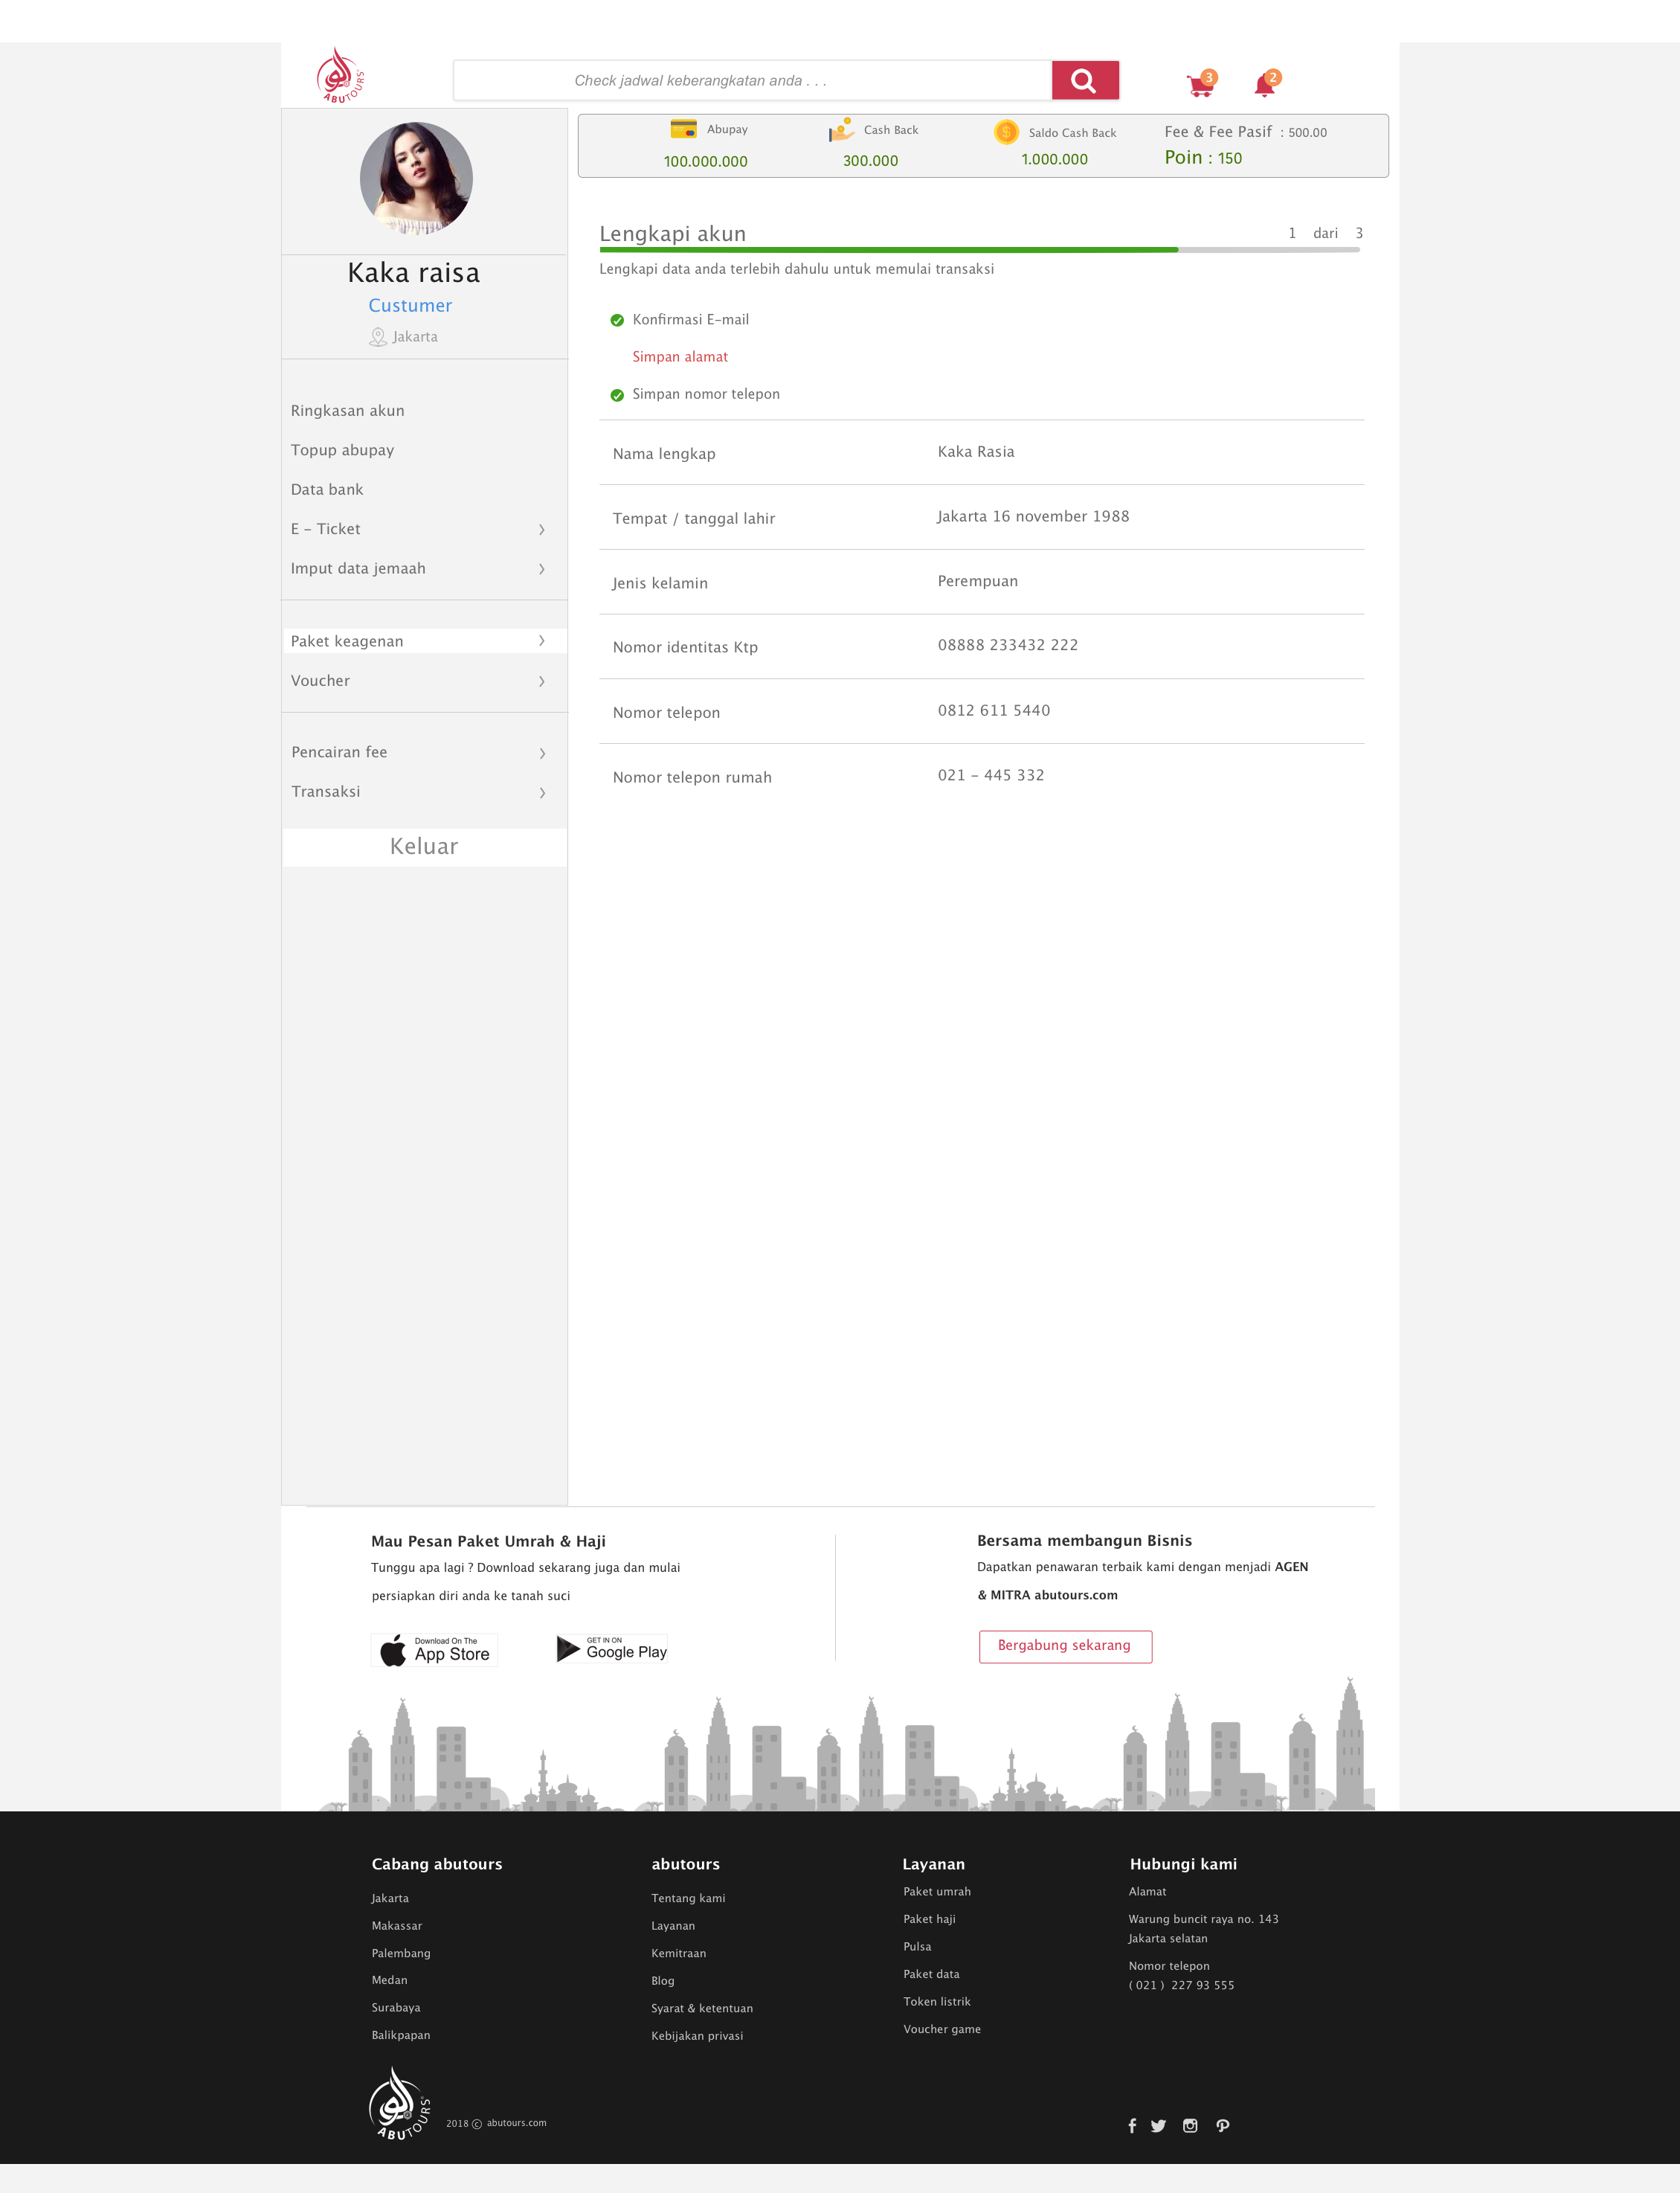 ABUTOURS
Check jadwal keberangkatan anda . . .
3
2
Abupay
100.000.000
Cash Back
300.000
Saldo Cash Back
1.000.000
Fee & Fee Pasif : 500.00
Poin : 150
Kaka raisa
Custumer
Jakarta
Ringkasan akun
Topup abupay
Data bank
E - Ticket
Imput data jemaah
Paket keagenan
Voucher
Pencairan fee
Transaksi
Keluar
Lengkapi akun
1 dari 3
Lengkapi data anda terlebih dahulu untuk memulai transaksi
Konfirmasi E-mail
Simpan alamat
Simpan nomor telepon
Nama lengkap Kaka Rasia
Tempat / tanggal lahir Jakarta 16 november 1988
Jenis kelamin Perempuan
Nomor identitas Ktp 08888 233432 222
Nomor telepon 0812 611 5440
Nomor telepon rumah 021 - 445 332
Mau Pesan Paket Umrah & Haji
Tunggu apa lagi ? Download sekarang juga dan mulai
persiapkan diri anda ke tanah suci
Download On The
App Store
GET IN ON
Google Play
Bersama membangun Bisnis
Dapatkan penawaran terbaik kami dengan menjadi AGEN
& MITRA abutours.com
Bergabung sekarang
Cabang abutours
Jakarta
Makassar
Palembang
Medan
Surabaya
Balikpapan
abutours
Tentang kami
Layanan
Kemitraan
Blog
Syarat & ketentuan
Kebijakan privasi
Layanan
Paket umrah
Paket haji
Pulsa
Paket data
Token listrik
Voucher game
Hubungi kami
Alamat
Warung buncit raya no. 143
Jakarta selatan
Nomor telepon
( 021 ) 227 93 555
ABUTOURS
2018 © abutours.com